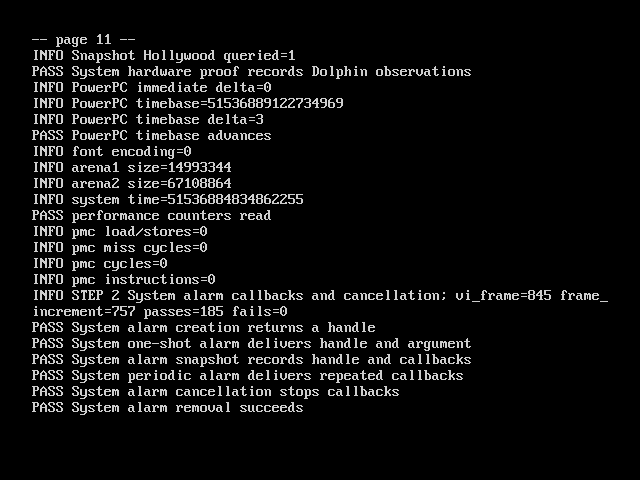 -- page 11 --
INFO Snapshot Hollywood queried=1
PASS System hardware proof records Dolphin observations
INFO PowerPC immediate delta=0
INFO PowerPC timebase=51536889122734969
INFO PowerPC timebase delta=3
PASS PowerPC timebase advances
INFO font encoding=0
INFO arena1 size=14993344
INFO arena2 size=67108864
INFO system time=51536884834862255
PASS performance counters read
INFO pmc load/stores=0
INFO pmc miss cycles=0
INFO pmc cycles=0
INFO pmc instructions=0
INFO STEP 2 System alarm callbacks and cancellation; vi_frame=845 frame_
increment=757 passes=185 fails=0
PASS System alarm creation returns a handle
PASS System one-shot alarm delivers handle and argument
PASS System alarm snapshot records handle and callbacks
PASS System periodic alarm delivers repeated callbacks
PASS System alarm cancellation stops callbacks
PASS System alarm removal succeeds